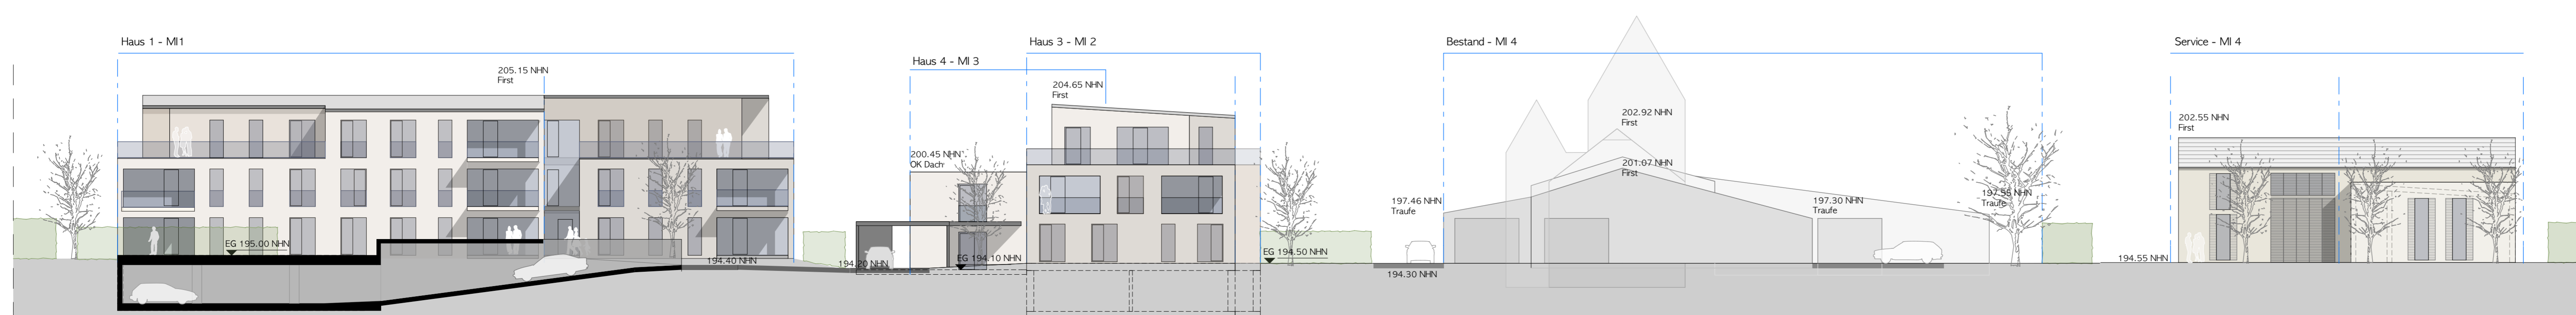 Haus 1 - MI1
205.15 NHN
First
EG 195.00 NHN
194.40 NHN
Haus 4 - MI 3
200.45 NHN
OK Dach
194.20 NHN
EG 194.10 NHN
Haus 3 - MI 2
204.65 NHN
First
EG 194.50 NHN
Bestand - MI 4
197.46 NHN
Traufe
194.30 NHN
202.92 NHN
First
201.07 NHN
First
197.30 NHN
Traufe
197.55 NHN
Traufe
Service - MI 4
202.55 NHN
First
194.55 NHN